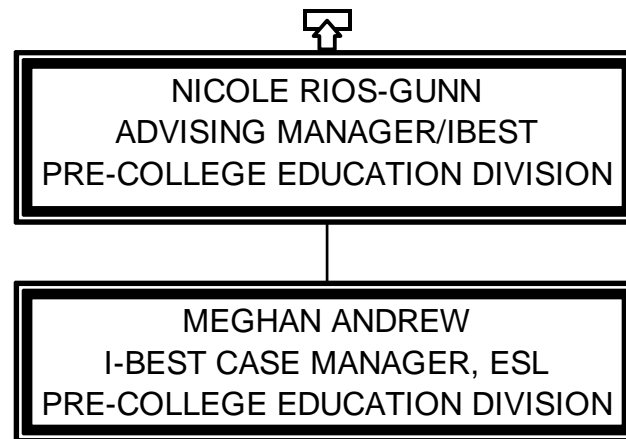 NICOLE RIOS-GUNN
ADVISING MANAGER/IBEST
PRE-COLLEGE EDUCATION DIVISION
MEGHAN ANDREW
I-BEST CASE MANAGER, ESL
PRE-COLLEGE EDUCATION DIVISION